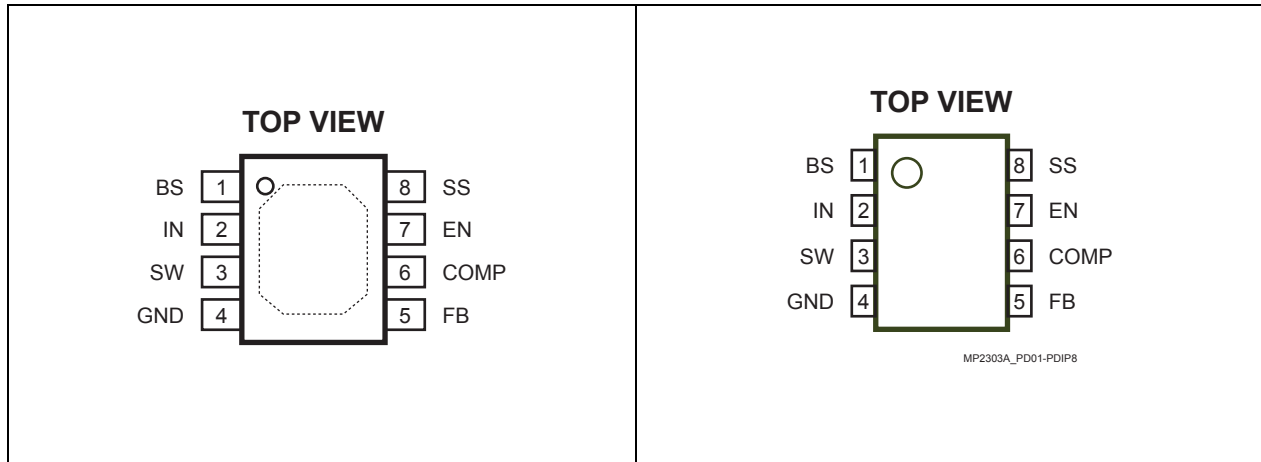 TOP VIEW
BS 1 8 SS
IN 2 7 EN
SW 3 6 COMP
GND 4 5 FB
TOP VIEW
BS 1 8 SS
IN 2 7 EN
SW 3 6 COMP
GND 4 5 FB
MP2303A_PD01-PDIP8